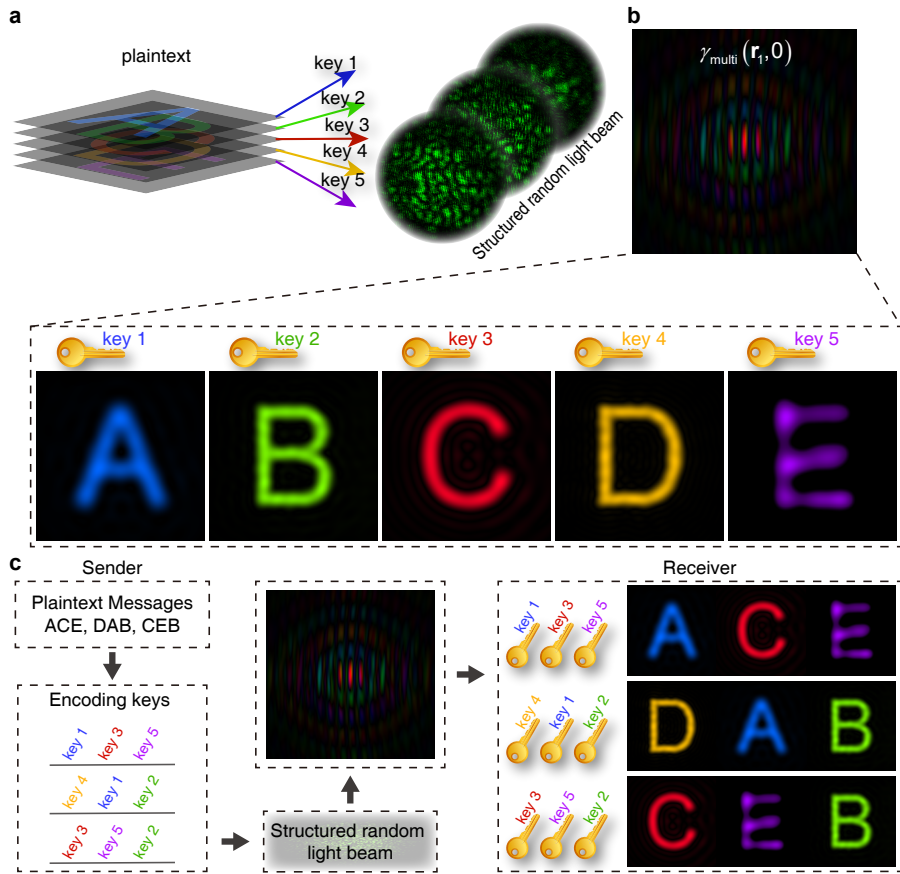 a
plaintext
key 1
key 2
key 3
key 4
key 5
Structured random light beam
b
γmulti(r1,0)
key 1
key 2
key 3
key 4
key 5
A
B
C
D
E
c
Sender
Plaintext Messages
ACE, DAB, CEB
Encoding keys
key 1 key 3 key 5
key 4 key 1 key 2
key 3 key 5 key 2
Structured random
light beam
Receiver
key 1 key 3 key 5
A C E
key 4 key 1 key 2
D A B
key 3 key 5 key 2
C E B